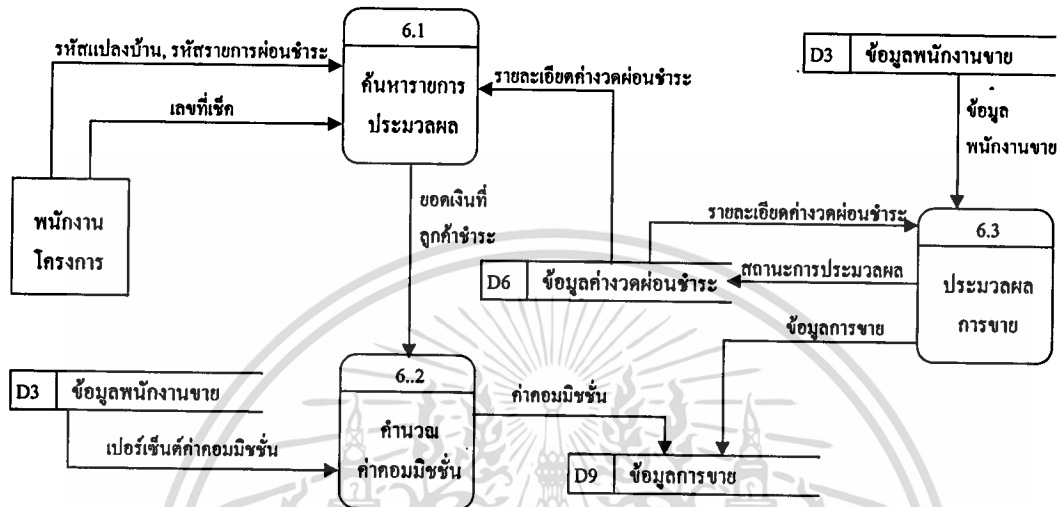 6.1
รหัสแปลงบ้าน, รหัสรายการผ่อนชำระ
ค้นหารายการ
ประมวลผล
เลขที่เช็ค
รายละเอียดค่างวดผ่อนชำระ
D3 ข้อมูลพนักงานขาย
ข้อมูล
พนักงานขาย
พนักงาน
โครงการ
ยอดเงินที่
ลูกค้าชำระ
รายละเอียดค่างวดผ่อนชำระ
6.3
ประมวลผล
การขาย
D6 ข้อมูลค่างวดผ่อนชำระ
สถานะการประมวลผล
ข้อมูลการขาย
6..2
คำนวณ
ค่าคอมมิชชั่น
D3 ข้อมูลพนักงานขาย
เปอร์เซ็นต์ค่าคอมมิชชั่น
ค่าคอมมิชชั่น
D9 ข้อมูลการขาย